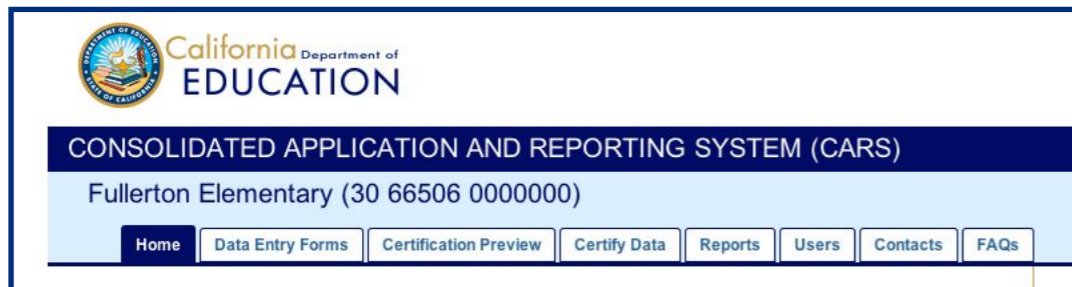 California Department of
EDUCATION
CONSOLIDATED APPLICATION AND REPORTING SYSTEM (CARS)
Fullerton Elementary (30 66506 0000000)
Home Data Entry Forms Certification Preview Certify Data Reports Users Contacts FAQs